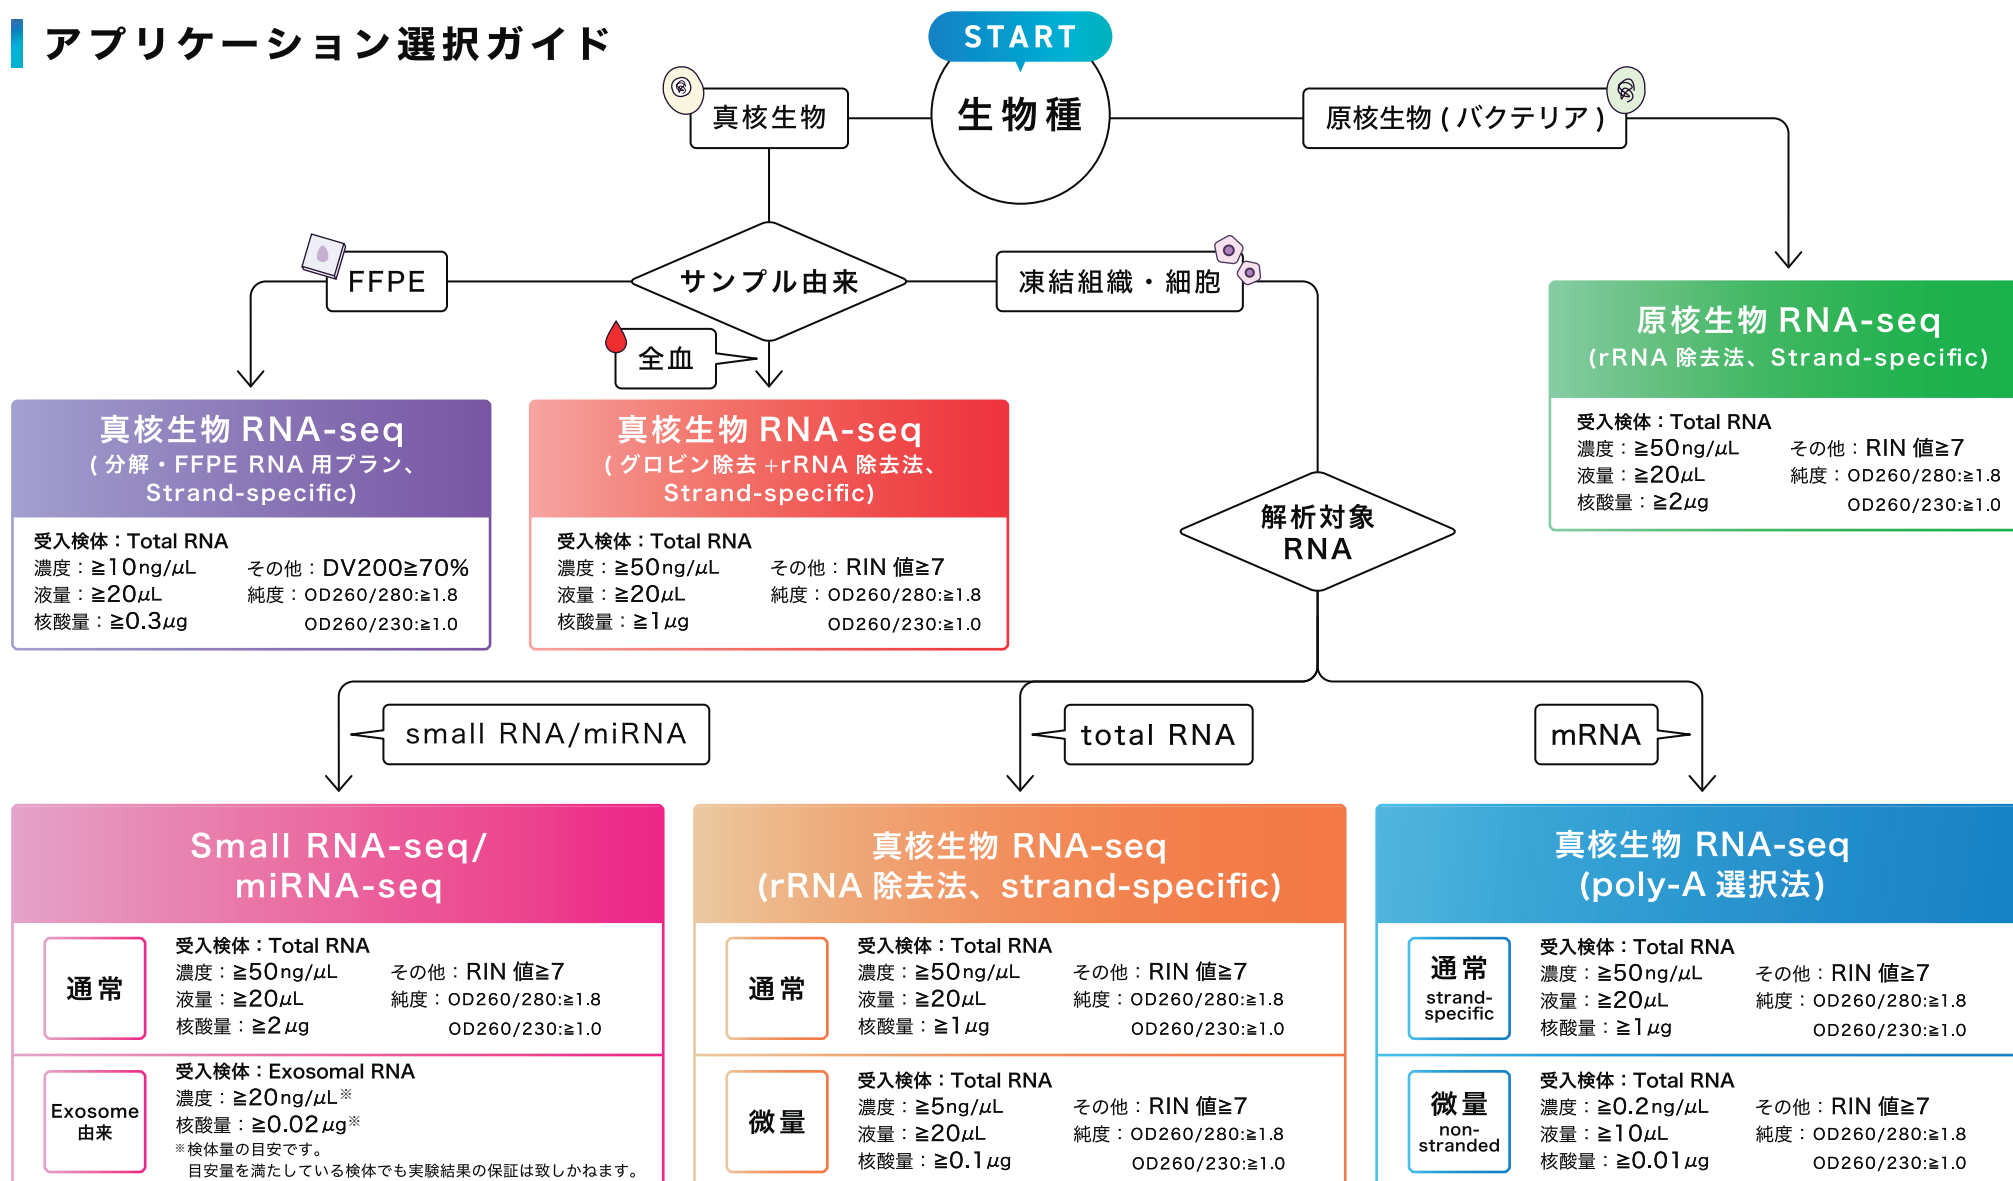 アプリケーション選択ガイド
START
生物種
真核生物
原核生物 ( バクテリア )
サンプル由来
FFPE
全血
凍結組織・細胞
原核生物 RNA-seq
(rRNA 除去法、Strand-specific)
受入検体：Total RNA
濃度：≧50ng/μL その他：RIN 値≧7
液量：≧20μL 純度：OD260/280:≧1.8
核酸量：≧2μg OD260/230:≧1.0
真核生物 RNA-seq
( 分解・FFPE RNA 用プラン、
Strand-specific)
受入検体：Total RNA
濃度：≧10ng/μL その他：DV200≧70%
液量：≧20μL 純度：OD260/280:≧1.8
核酸量：≧0.3μg OD260/230:≧1.0
真核生物 RNA-seq
( グロビン除去 +rRNA 除去法、
Strand-specific)
受入検体：Total RNA
濃度：≧50ng/μL その他：RIN 値≧7
液量：≧20μL 純度：OD260/280:≧1.8
核酸量：≧1μg OD260/230:≧1.0
解析対象
RNA
small RNA/miRNA
total RNA
mRNA
Small RNA-seq/
miRNA-seq
通常
受入検体：Total RNA
濃度：≧50ng/μL その他：RIN 値≧7
液量：≧20μL 純度：OD260/280:≧1.8
核酸量：≧2μg OD260/230:≧1.0
Exosome
由来
受入検体：Exosomal RNA
濃度：≧20ng/μL※
核酸量：≧0.02μg※
※検体量の目安です。
目安量を満たしている検体でも実験結果の保証は致しかねます。
真核生物 RNA-seq
(rRNA 除去法、strand-specific)
通常
受入検体：Total RNA
濃度：≧50ng/μL その他：RIN 値≧7
液量：≧20μL 純度：OD260/280:≧1.8
核酸量：≧1μg OD260/230:≧1.0
微量
受入検体：Total RNA
濃度：≧5ng/μL その他：RIN 値≧7
液量：≧20μL 純度：OD260/280:≧1.8
核酸量：≧0.1μg OD260/230:≧1.0
真核生物 RNA-seq
(poly-A 選択法)
通常
strand-
specific
受入検体：Total RNA
濃度：≧50ng/μL その他：RIN 値≧7
液量：≧20μL 純度：OD260/280:≧1.8
核酸量：≧1μg OD260/230:≧1.0
微量
non-
stranded
受入検体：Total RNA
濃度：≧0.2ng/μL その他：RIN 値≧7
液量：≧10μL 純度：OD260/280:≧1.8
核酸量：≧0.01μg OD260/230:≧1.0